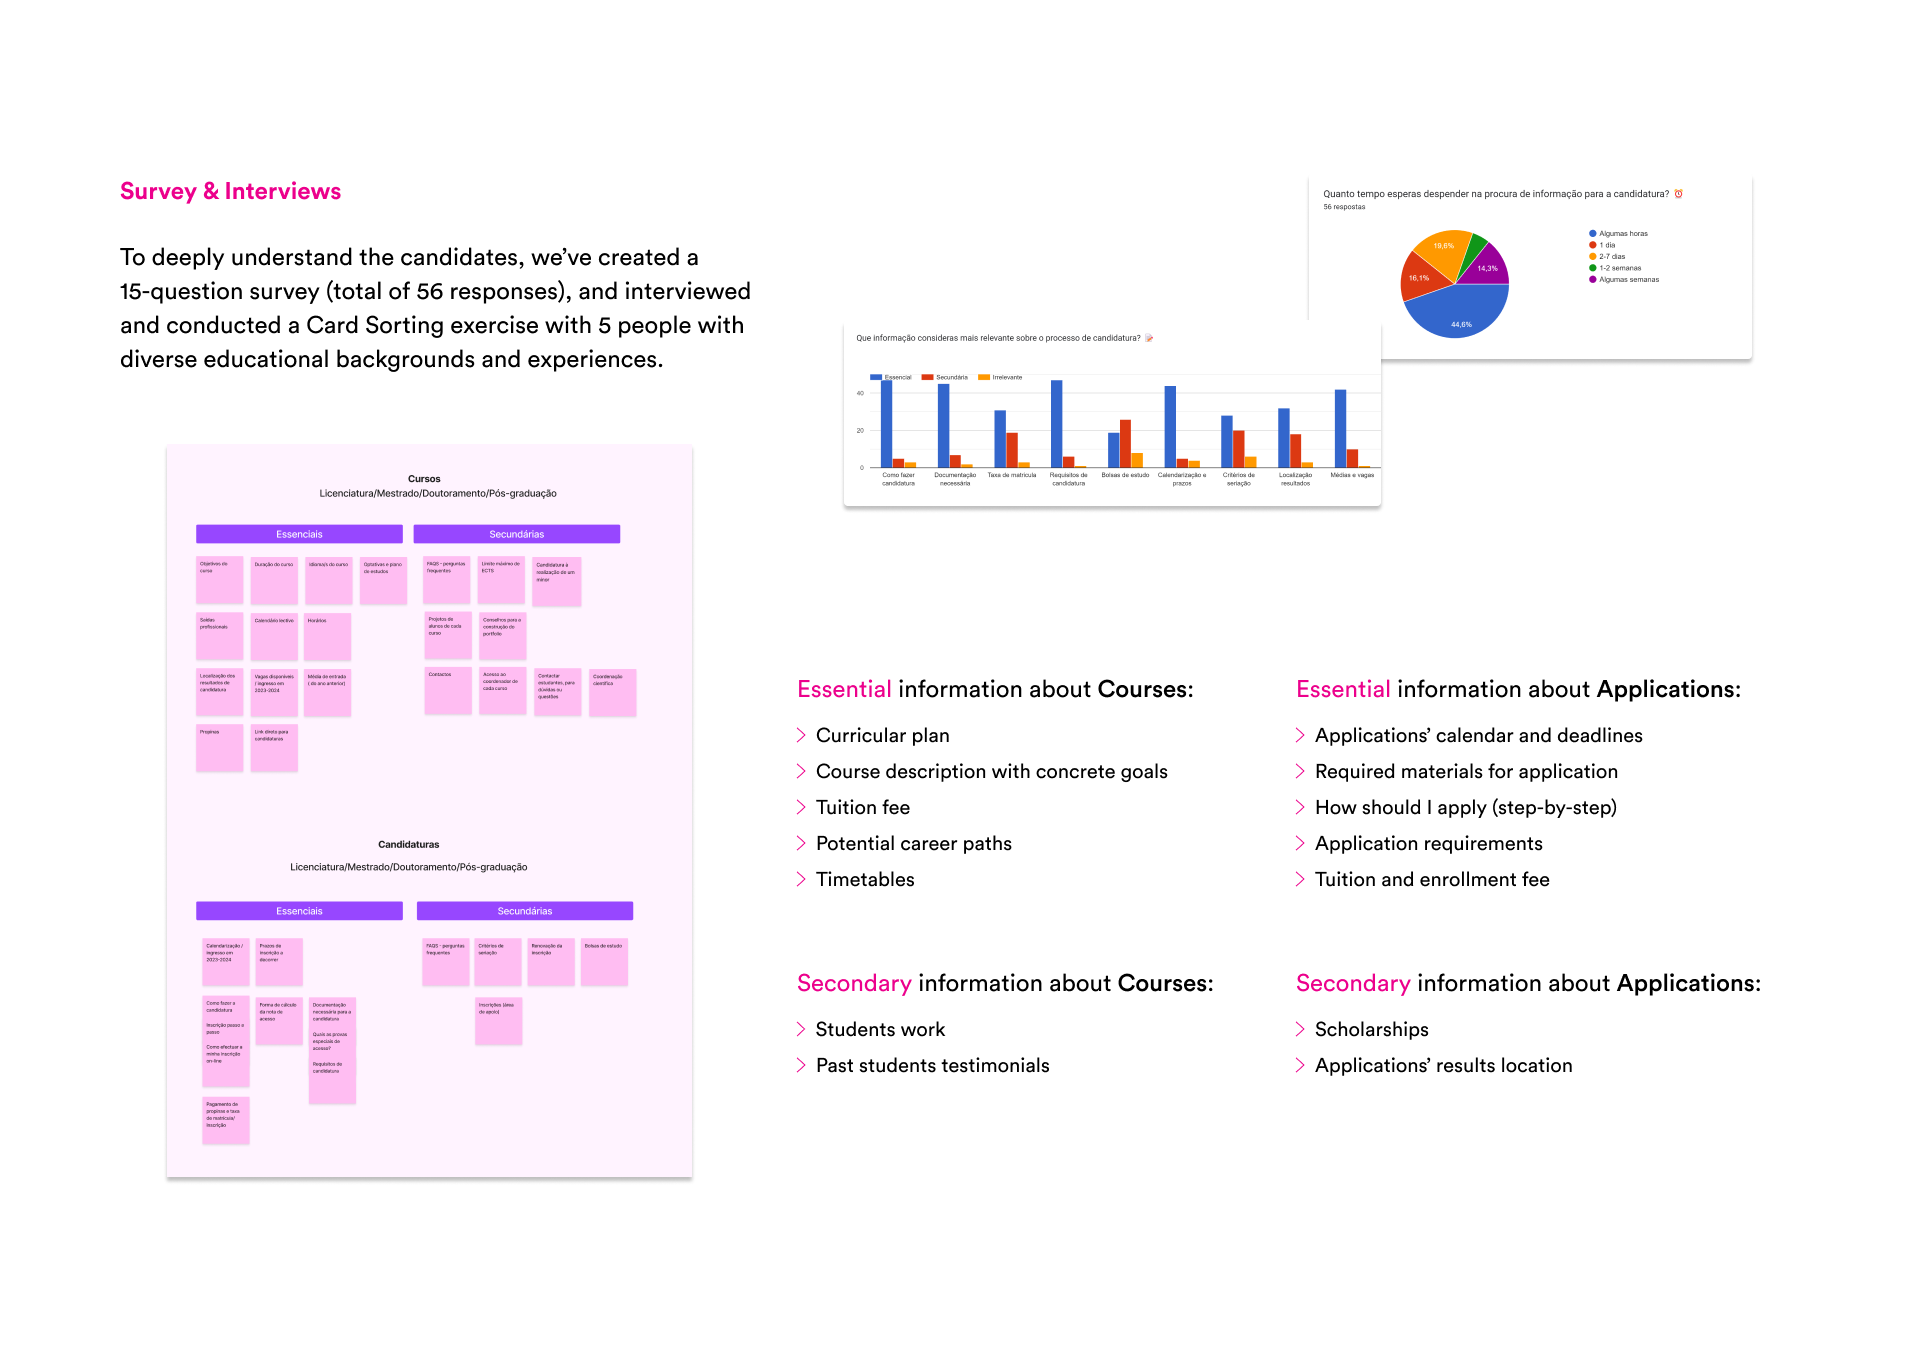 Survey & Interviews
To deeply understand the candidates, we’ve created a
15-question survey (total of 56 responses), and interviewed
and conducted a Card Sorting exercise with 5 people with
diverse educational backgrounds and experiences.
Quanto tempo esperas despender na procura de informação para a candidatura?
56 respostas
19,6%
16,1%
14,3%
44,6%
Algumas horas
1 dia
2-7 dias
1-2 semanas
Algumas semanas
Que informação consideras mais relevante sobre o processo de candidatura?
Essencial Secundária Irrelevante
40
20
0
Como fazer
candidatura
Documentação
necessária
Taxa de matrícula
Requisitos de
candidatura
Bolsas de estudo
Calendarização e
prazos
Critérios de
seriação
Localização
resultados
Médias e vagas
Cursos
Licenciatura/Mestrado/Doutoramento/Pós-graduação
Essenciais
Objetivos do
curso
Duração do curso
Idioma/s do curso
Optativas e plano
de estudos
Saídas
profissionais
Calendário lectivo
Horários
Localização dos
resultados de
candidatura
Vagas disponíveis
/ ingresso em
2023-2024
Média de entrada
( do ano anterior)
Propinas
Link direto para
candidaturas
Secundárias
FAQS - perguntas
frequentes
Limite máximo de
ECTS
Candidatura à
realização de um
minor
Projetos de
alunos de cada
curso
Conselhos para a
construção do
portfolio
Contactos
Acesso ao
coordenador de
cada curso
Contactar
estudantes, para
dúvidas ou
questões
Coordenação
científica
Candidaturas
Licenciatura/Mestrado/Doutoramento/Pós-graduação
Essenciais
Calendarização /
ingresso em
2023-2024
Prazos de
inscrição a
decorrer
Como fazer a
candidatura
Inscrição passo a
passo
Como efectuar a
minha inscrição
on-line
Forma de cálculo
da nota de
acesso
Documentação
necessária para a
candidatura
Quais as provas
especiais de
acesso?
Requisitos de
candidatura
Pagamento de
propinas e taxa
de matrícula/
inscrição
Secundárias
FAQS - perguntas
frequentes
Critérios de
seriação
Renovação da
inscrição
Bolsas de estudo
Inscrições (área
de apoio)
Essential information about Courses:
Curricular plan
Course description with concrete goals
Tuition fee
Potential career paths
Timetables
Essential information about Applications:
Applications’ calendar and deadlines
Required materials for application
How should I apply (step-by-step)
Application requirements
Tuition and enrollment fee
Secondary information about Courses:
Students work
Past students testimonials
Secondary information about Applications:
Scholarships
Applications’ results location